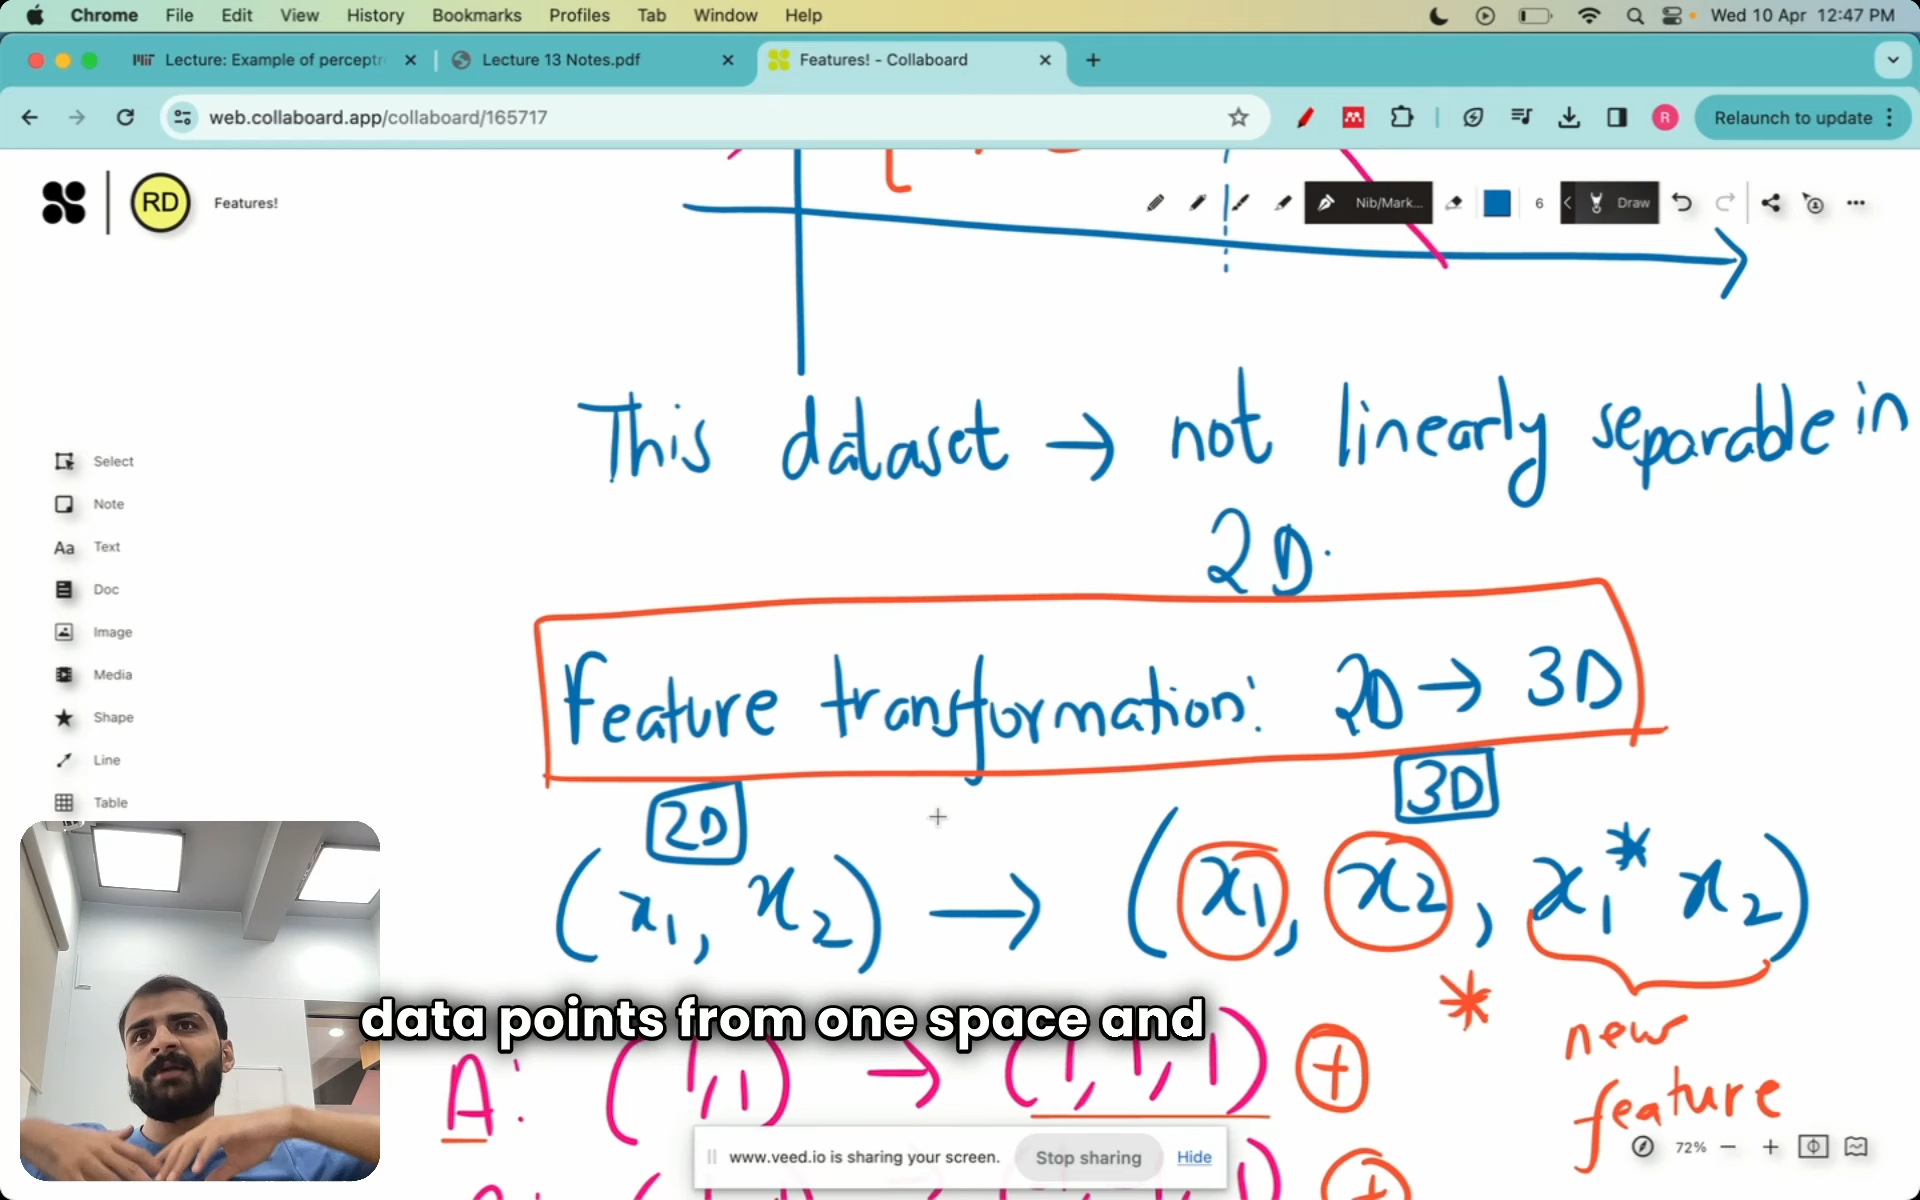 Chrome File Edit View History Bookmarks Profiles Tab Window Help Wed 10 Apr 12:47 PM
Lecture: Example of perceptr Lecture 13 Notes.pdf Features! - Collaboard
web.collaboard.app/collaboard/165717 R Relaunch to update
RD Features! Nib/Mark... 6 Draw
This dataset → not linearly separable in
2D.
Select
Note
Text
Doc
Image
Media
Shape
Line
Table
Feature transformation: 2D → 3D
2D 3D
(x1, x2) → (x1, x2, x1 * x2)
*
new
feature
data points from one space and
A: (1,1) → (1,1,1) +
www.veed.io is sharing your screen. Stop sharing Hide
72%